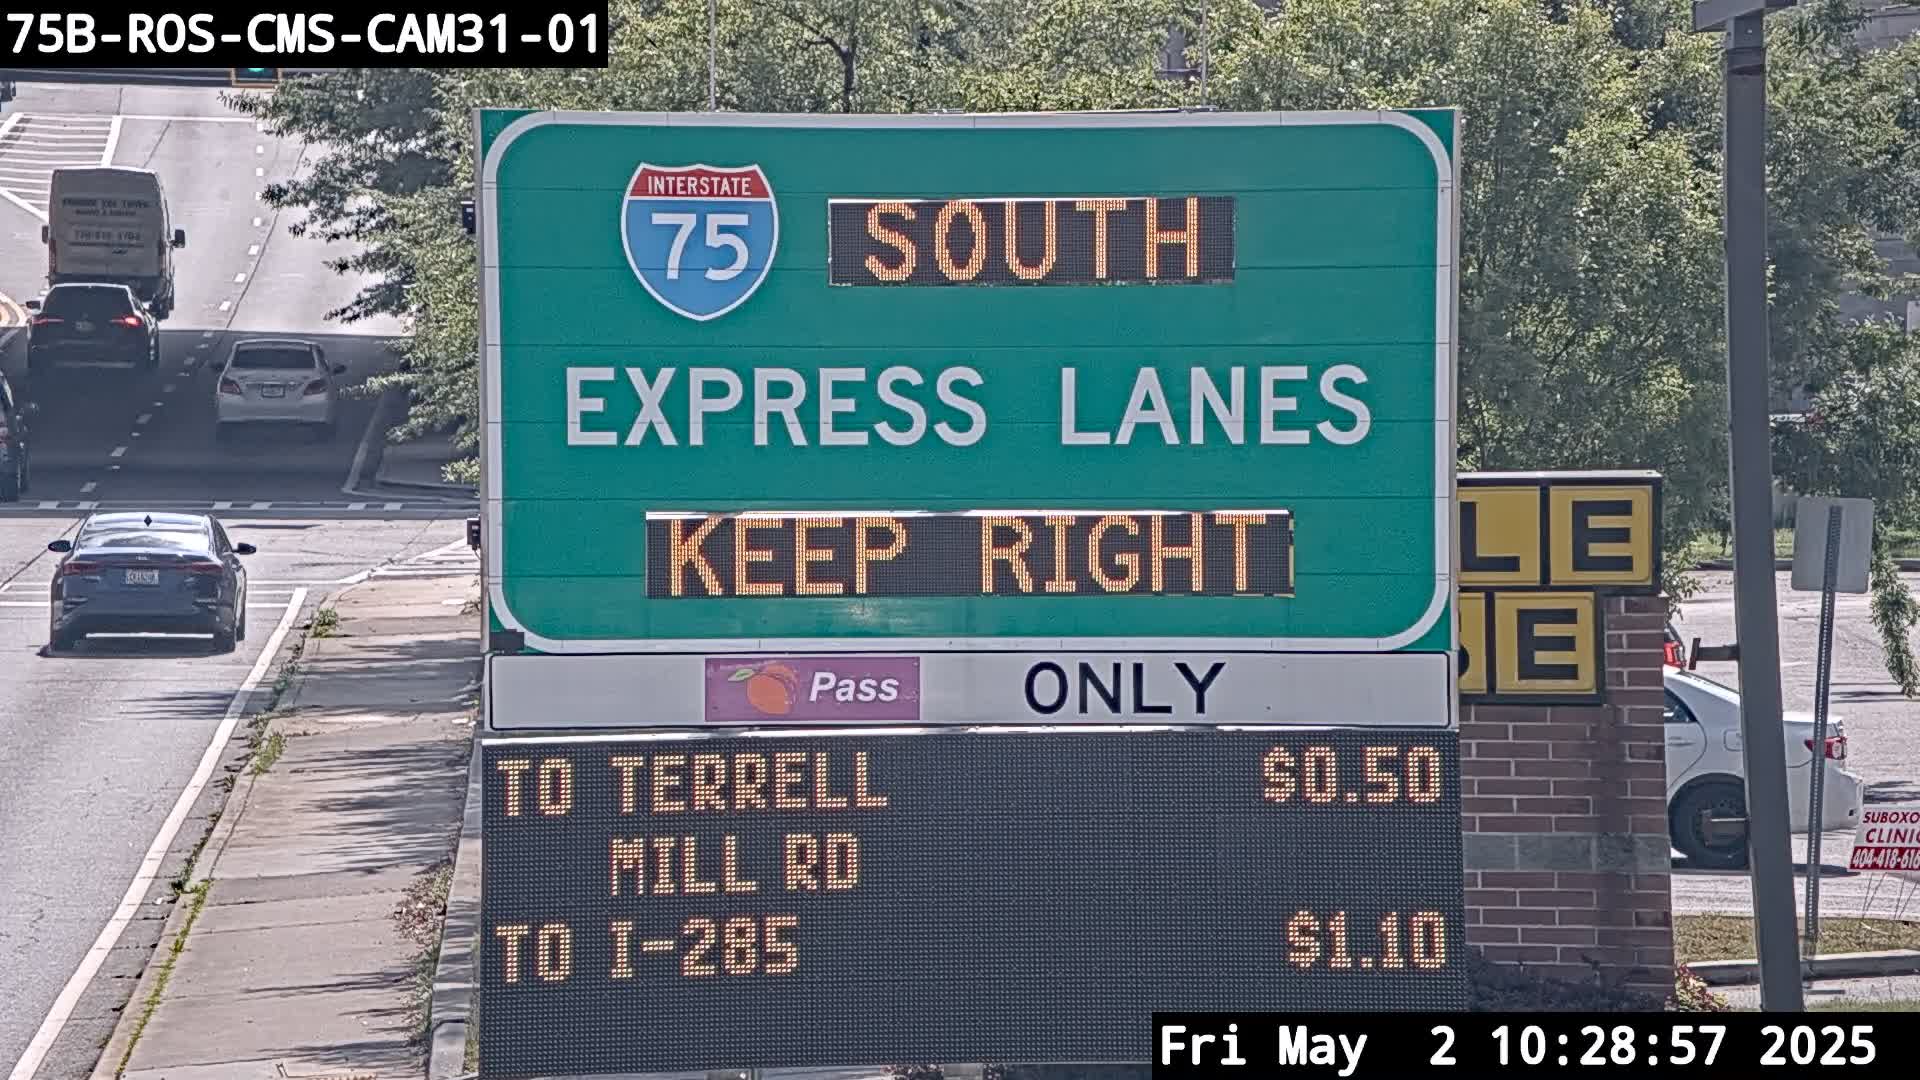 75B-ROS-CMS-CAM31-01
INTERSTATE
75
SOUTH
EXPRESS LANES
KEEP RIGHT
Pass ONLY
TO TERRELL $0.50
MILL RD
TO I-285 $1.10
LE
E
CLINIC
Fri May 2 10:28:57 2025